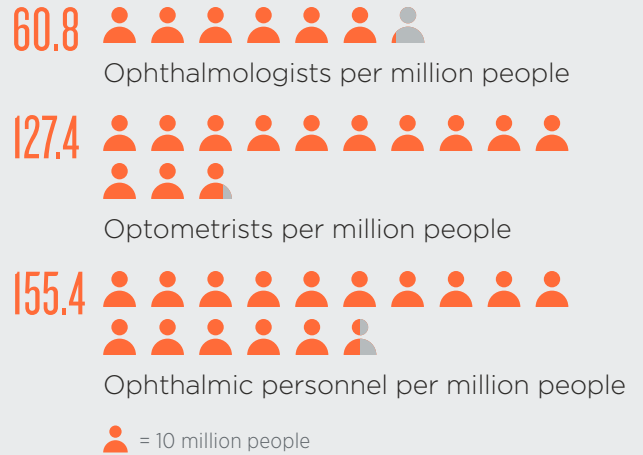 60.8
Ophthalmologists per million people
127.4
Optometrists per million people
155.4
Ophthalmic personnel per million people
= 10 million people